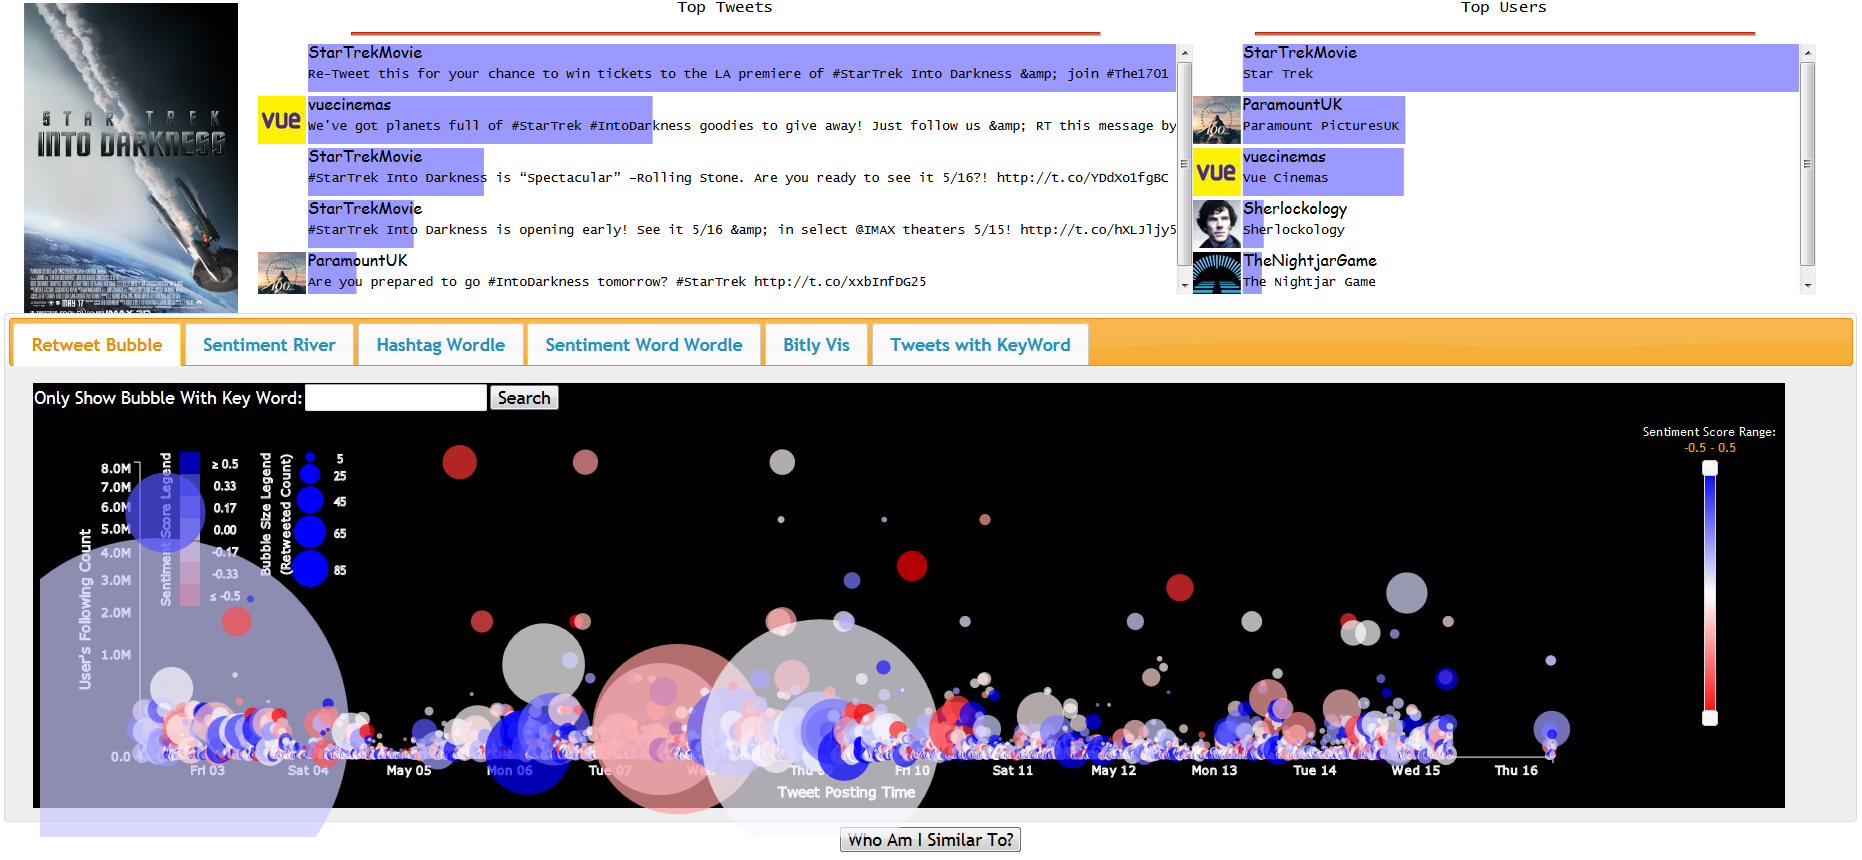 Top Tweets
Top Users
STAR TREK
INTO DARKNESS
MAY 17
StarTrekMovie
Re-Tweet this for your chance to win tickets to the LA premiere of #StarTrek Into Darkness &amp; join #The1701
vue
vuecinemas
We've got planets full of #StarTrek #IntoDarkness goodies to give away! Just follow us &amp; RT this message by
StarTrekMovie
#StarTrek Into Darkness is “Spectacular” –Rolling Stone. Are you ready to see it 5/16?! http://t.co/YDdXo1fgBC
StarTrekMovie
#StarTrek Into Darkness is opening early! See it 5/16 &amp; in select @IMAX theaters 5/15! http://t.co/hXLJljy5
ParamountUK
Are you prepared to go #IntoDarkness tomorrow? #StarTrek http://t.co/xxbInfDG25
StarTrekMovie
Star Trek
ParamountUK
Paramount PicturesUK
vue
vuecinemas
Vue Cinemas
Sherlockology
Sherlockology
TheNightjarGame
The Nightjar Game
Retweet Bubble
Sentiment River
Hashtag Wordle
Sentiment Word Wordle
Bitly Vis
Tweets with KeyWord
Only Show Bubble With Key Word:
Search
Sentiment Score Range:
-0.5 - 0.5
User's Following Count
8.0M
7.0M
6.0M
5.0M
4.0M
3.0M
2.0M
1.0M
0.0
Sentiment Score Legend
≥ 0.5
0.33
0.17
0.00
-0.17
-0.33
≤ -0.5
Bubble Size Legend
(Retweeted Count)
5
25
45
65
85
Fri 03
Sat 04
May 05
Mon 06
Tue 07
Wed 08
Thu 09
Fri 10
Sat 11
May 12
Mon 13
Tue 14
Wed 15
Thu 16
Tweet Posting Time
Who Am I Similar To?